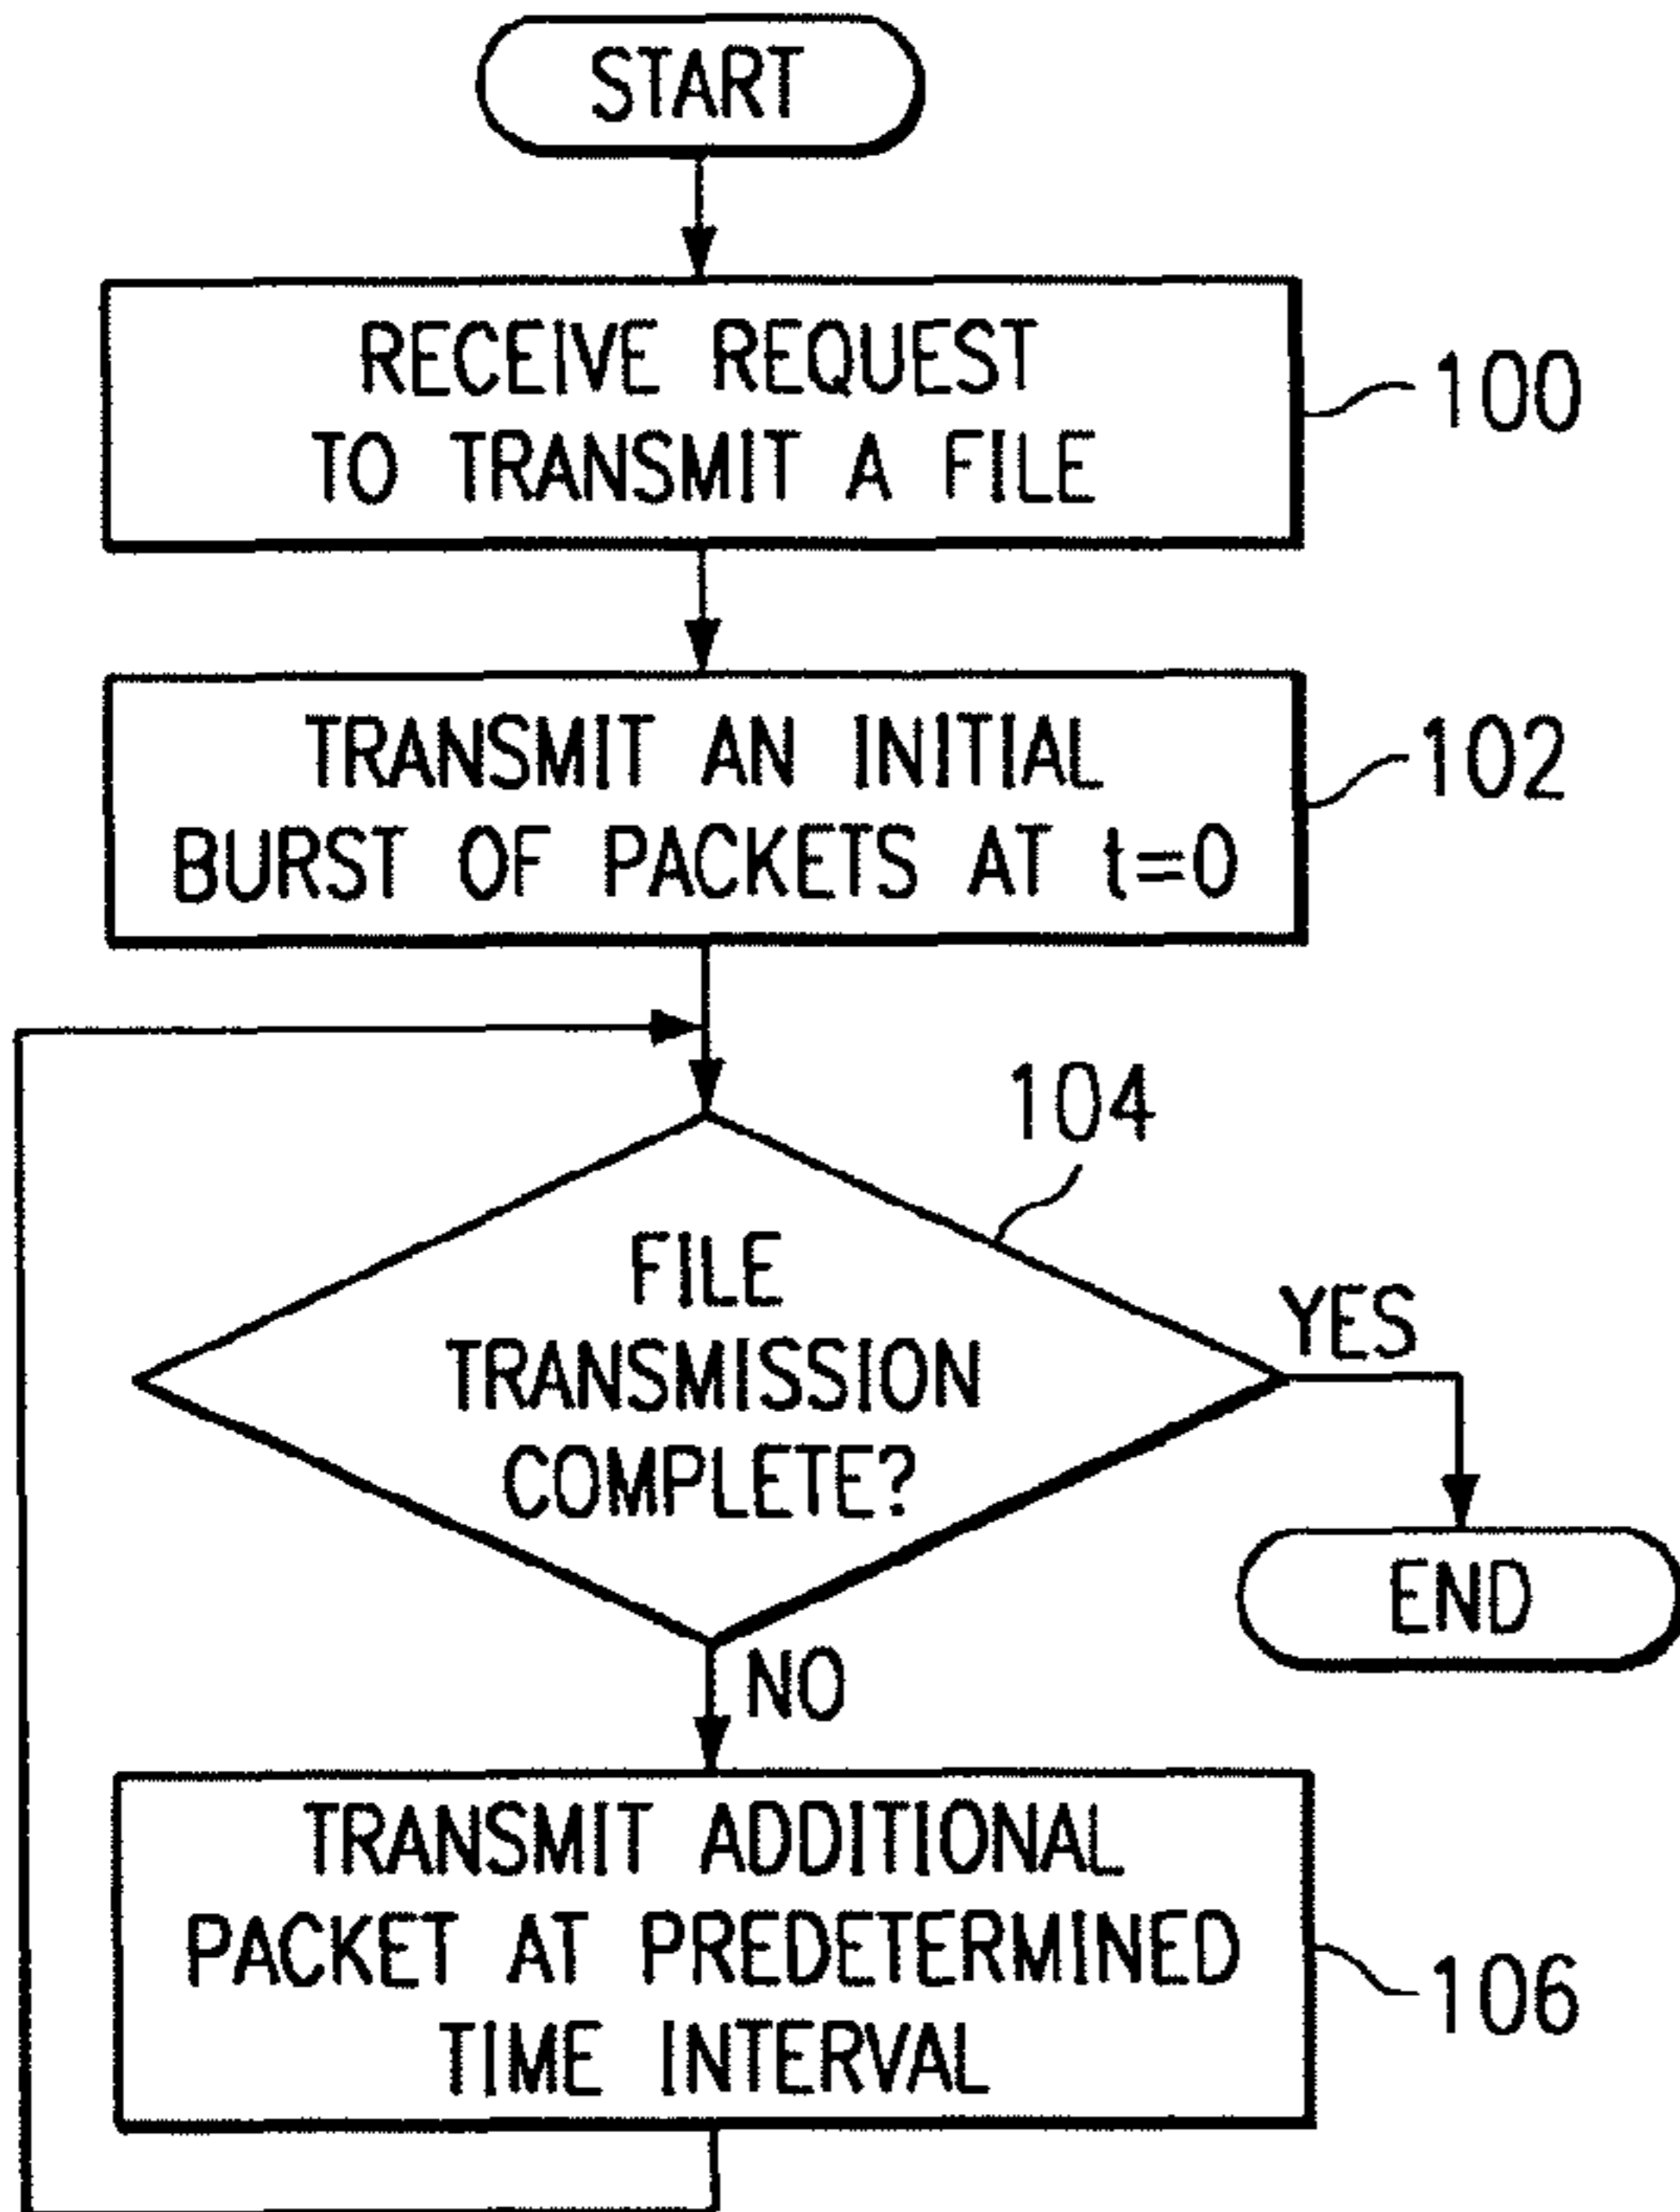 START
RECEIVE REQUEST
TO TRANSMIT A FILE
100
TRANSMIT AN INITIAL
BURST OF PACKETS AT t=0
102
104
FILE
TRANSMISSION
COMPLETE?
YES
END
NO
TRANSMIT ADDITIONAL
PACKET AT PREDETERMINED
TIME INTERVAL
106